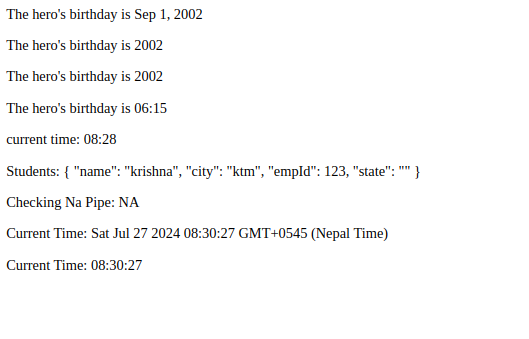 The hero's birthday is Sep 1, 2002
The hero's birthday is 2002
The hero's birthday is 2002
The hero's birthday is 06:15
current time: 08:28
Students: { "name": "krishna", "city": "ktm", "empId": 123, "state": "" }
Checking Na Pipe: NA
Current Time: Sat Jul 27 2024 08:30:27 GMT+0545 (Nepal Time)
Current Time: 08:30:27